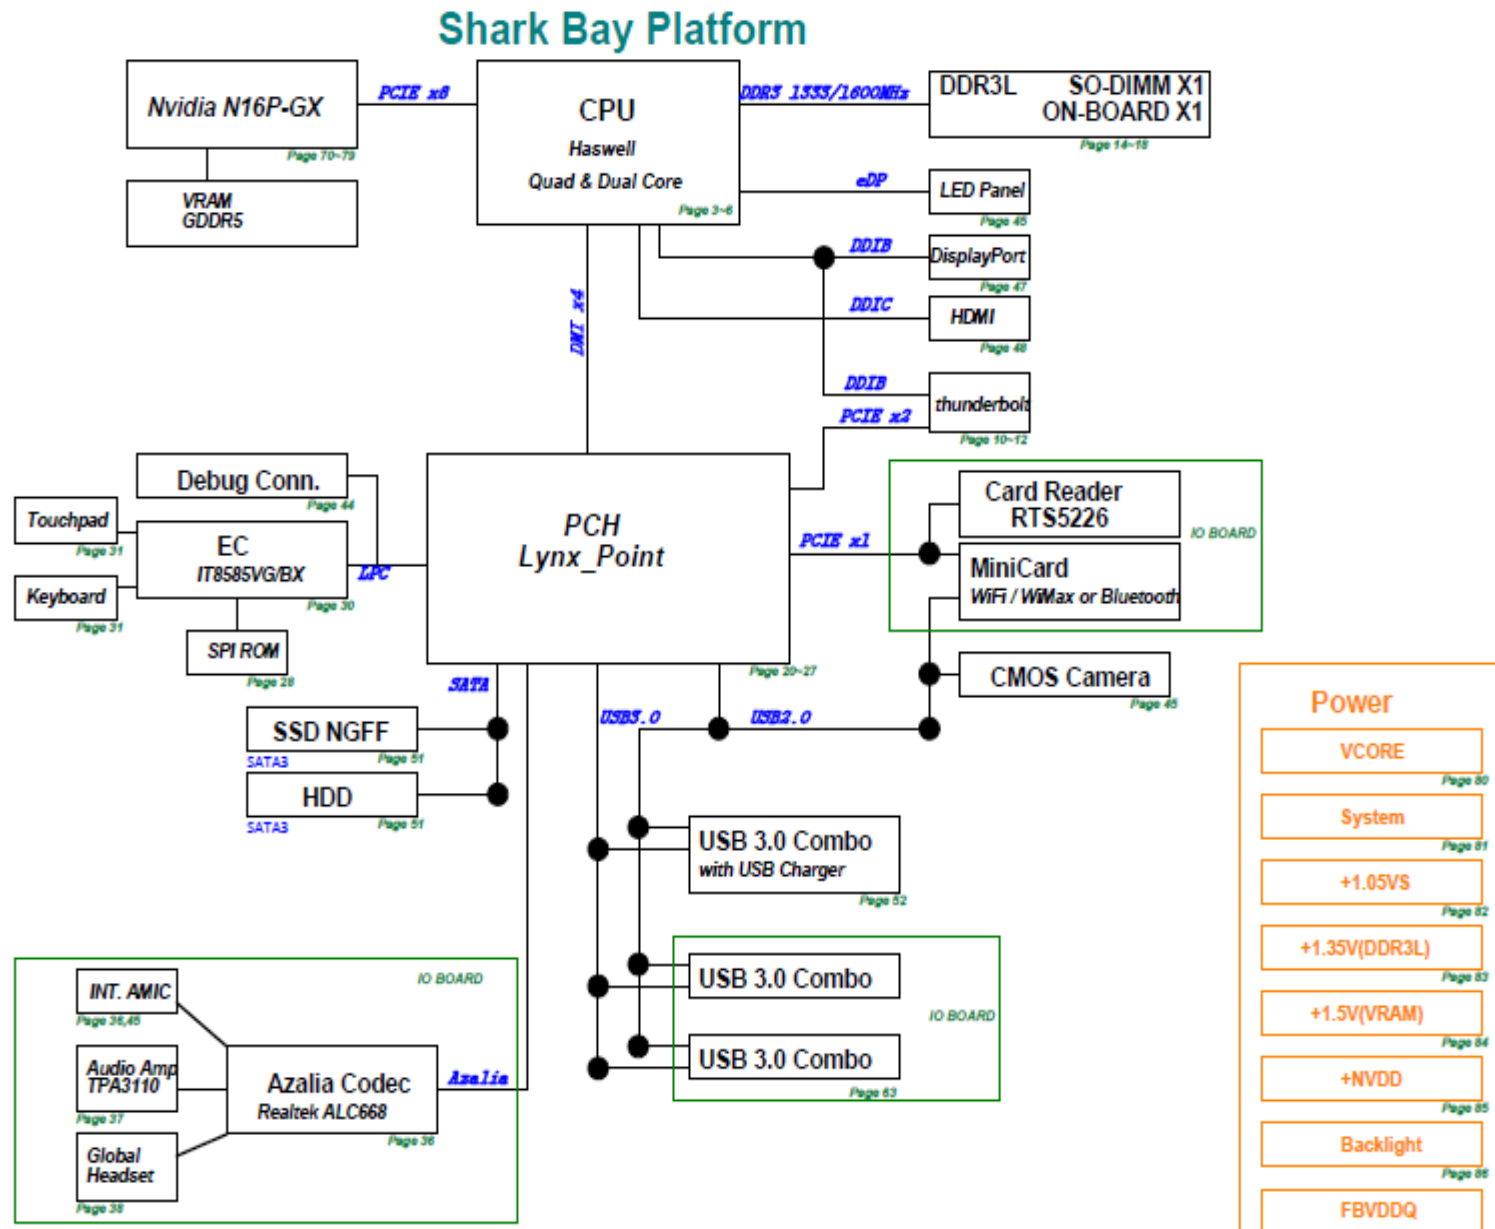 Shark Bay Platform
Nvidia N16P-GX
Page 70~79
VRAM
GDDR5
PCIE x8
CPU
Haswell
Quad & Dual Core
Page 3~6
DDR3 1333/1600MHz
DDR3L SO-DIMM X1
ON-BOARD X1
Page 14~18
eDP
LED Panel
Page 45
DDIB
DisplayPort
Page 47
DDIC
HDMI
Page 48
DDIB
PCIE x2
thunderbolt
Page 10~12
DMI x4
Debug Conn.
Page 44
Touchpad
Page 31
EC
IT8585VG/BX
Page 30
Keyboard
Page 31
SPI ROM
Page 28
LPC
PCH
Lynx_Point
Page 20~27
PCIE x1
Card Reader
RTS5226
IO BOARD
MiniCard
WiFi / WiMax or Bluetooth
CMOS Camera
Page 45
SATA
SSD NGFF
SATA3
Page 51
HDD
SATA3
Page 51
USB3.0
USB2.0
USB 3.0 Combo
with USB Charger
Page 52
USB 3.0 Combo
IO BOARD
USB 3.0 Combo
Page 63
IO BOARD
INT. AMIC
Page 36,45
Audio Amp
TPA3110
Page 37
Global
Headset
Page 38
Azalia Codec
Realtek ALC668
Page 36
Azalia
Power
VCORE
Page 80
System
Page 81
+1.05VS
Page 82
+1.35V(DDR3L)
Page 83
+1.5V(VRAM)
Page 84
+NVDD
Page 85
Backlight
Page 86
FBVDDQ